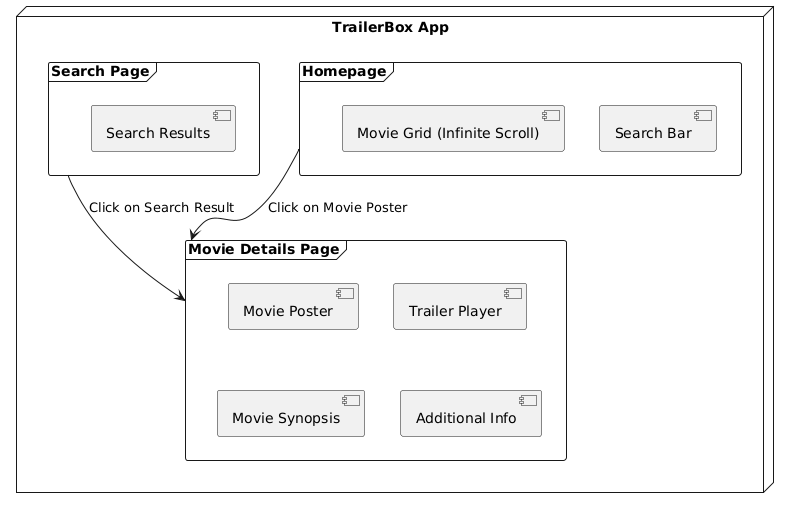 TrailerBox App
Search Page
Homepage
Search Results
Movie Grid (Infinite Scroll)
Search Bar
Click on Search Result
Click on Movie Poster
Movie Details Page
Movie Poster
Trailer Player
Movie Synopsis
Additional Info